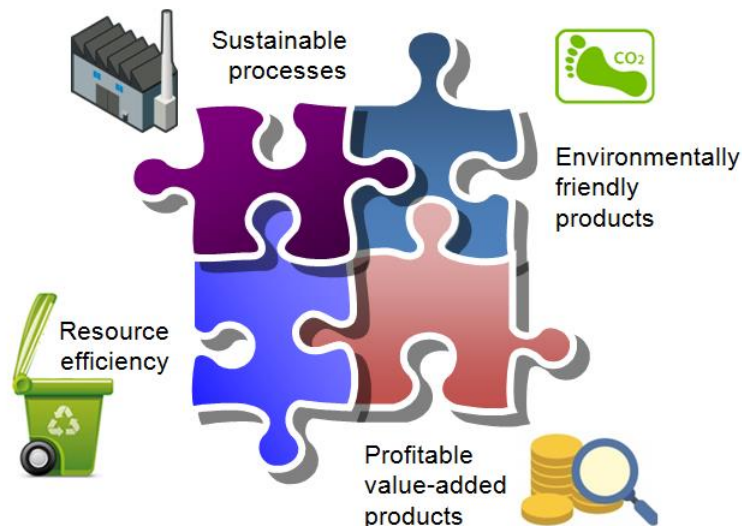 Sustainable
processes
CO₂
Environmentally
friendly
products
Resource
efficiency
Profitable
value-added
products